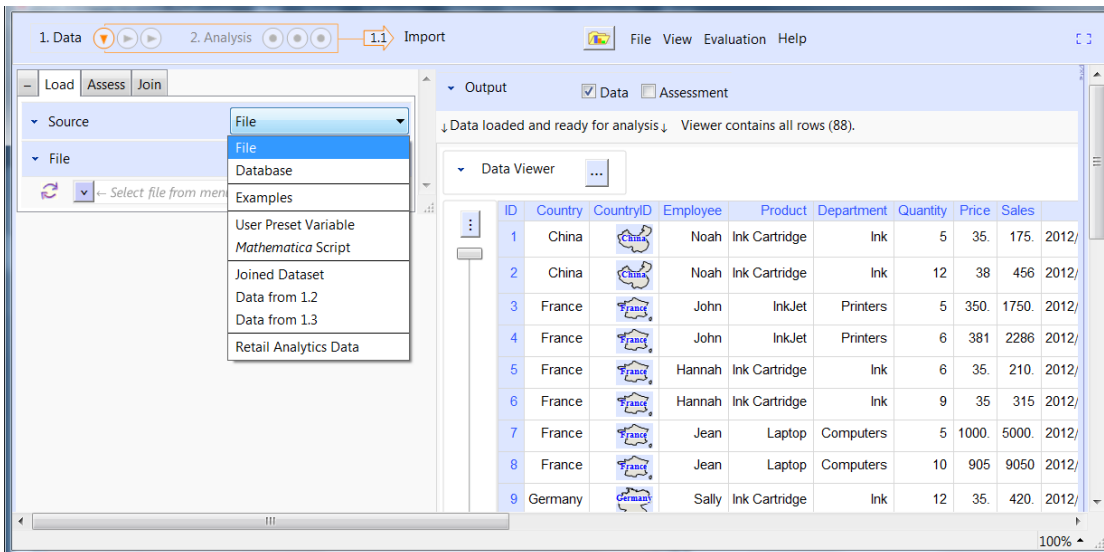 1. Data 2. Analysis 1.1 Import File View Evaluation Help
– Load Assess Join
Source File
File
← Select file from men
File
Database
Examples
User Preset Variable
Mathematica Script
Joined Dataset
Data from 1.2
Data from 1.3
Retail Analytics Data
Output Data Assessment
↓Data loaded and ready for analysis↓ Viewer contains all rows (88).
Data Viewer ...
ID Country CountryID Employee Product Department Quantity Price Sales
1 China China Noah Ink Cartridge Ink 5 35. 175. 2012/
2 China China Noah Ink Cartridge Ink 12 38 456 2012/
3 France France John InkJet Printers 5 350. 1750. 2012/
4 France France John InkJet Printers 6 381 2286 2012/
5 France France Hannah Ink Cartridge Ink 6 35. 210. 2012/
6 France France Hannah Ink Cartridge Ink 9 35 315 2012/
7 France France Jean Laptop Computers 5 1000. 5000. 2012/
8 France France Jean Laptop Computers 10 905 9050 2012/
9 Germany Germany Sally Ink Cartridge Ink 12 35. 420. 2012/
100%